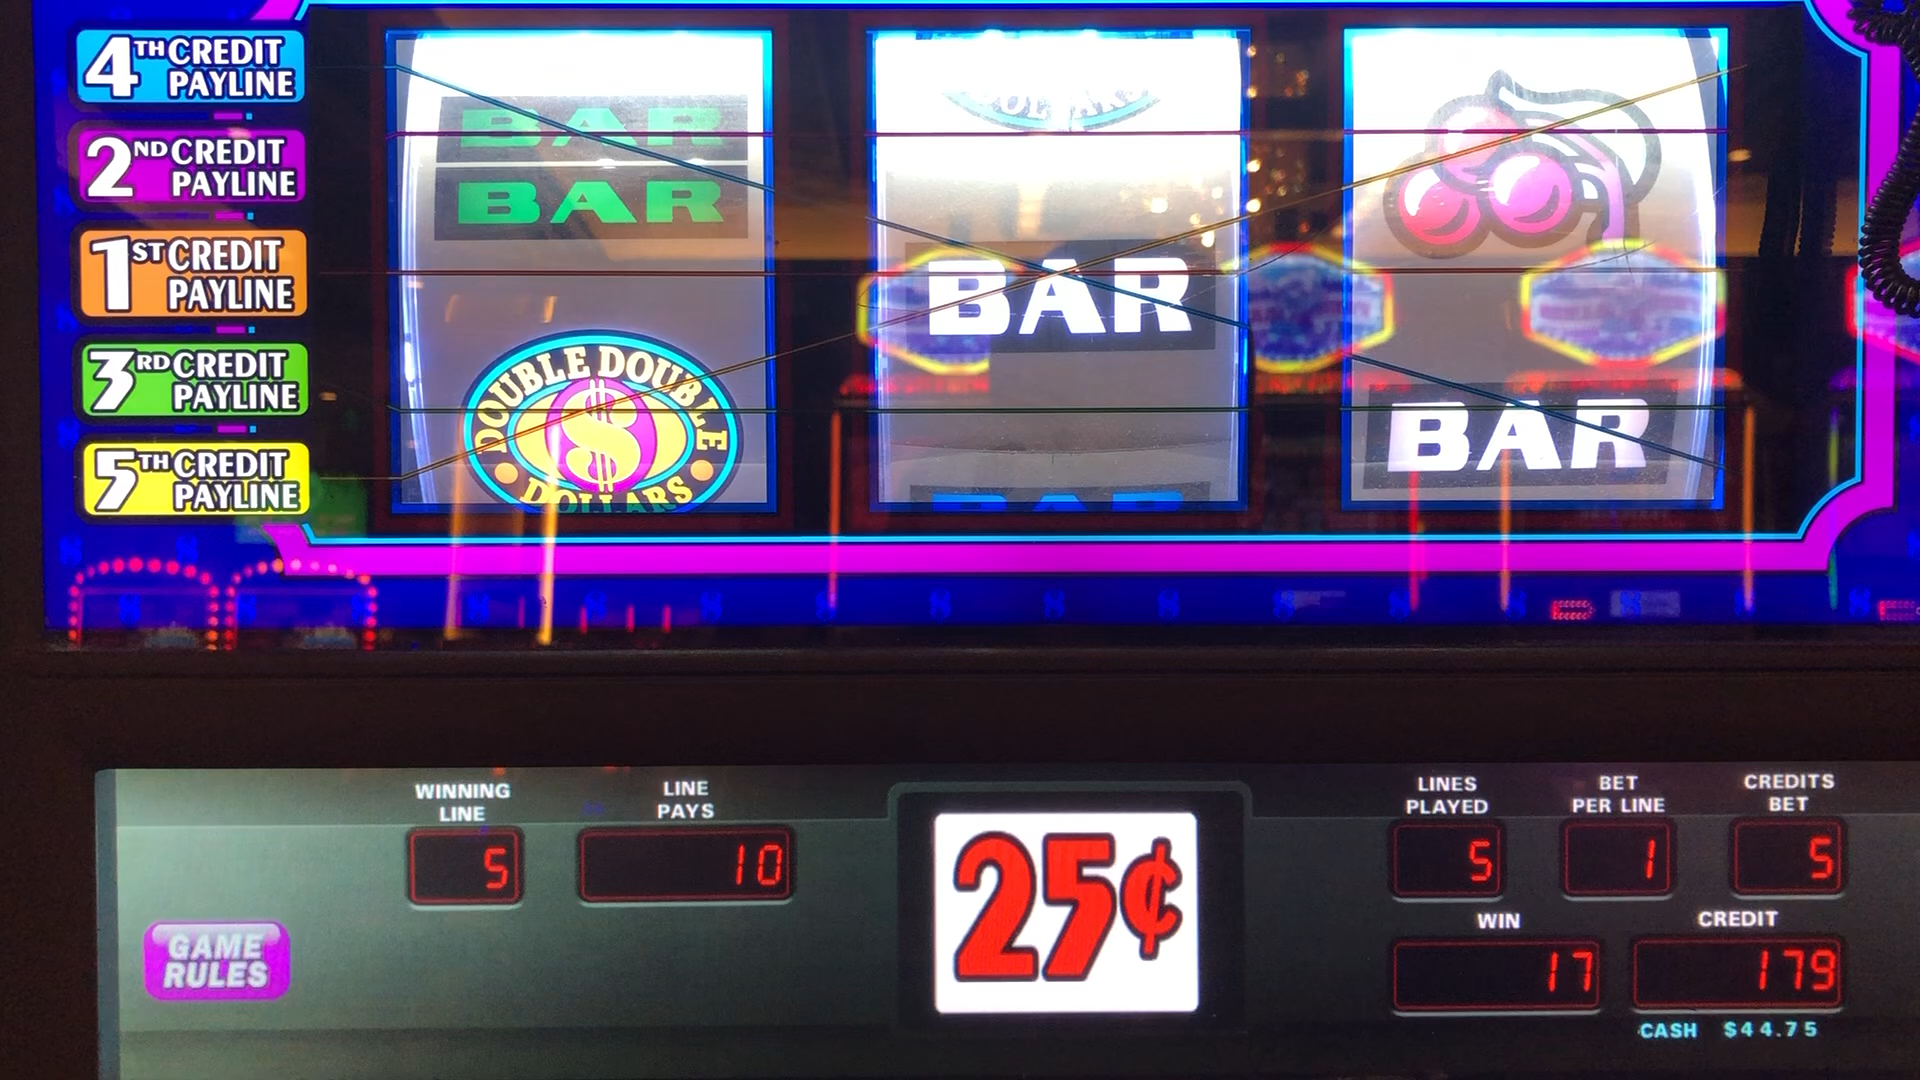 4TH CREDIT
PAYLINE
2ND CREDIT
PAYLINE
1ST CREDIT
PAYLINE
3RD CREDIT
PAYLINE
5TH CREDIT
PAYLINE
BAR
BAR
DOUBLE DOUBLE
$
DOLLARS
DOLLARS
BAR
BAR
BAR
WINNING
LINE
5
LINE
PAYS
10
GAME
RULES
25¢
LINES
PLAYED
5
BET
PER LINE
1
CREDITS
BET
5
WIN
17
CREDIT
179
CASH $44.75